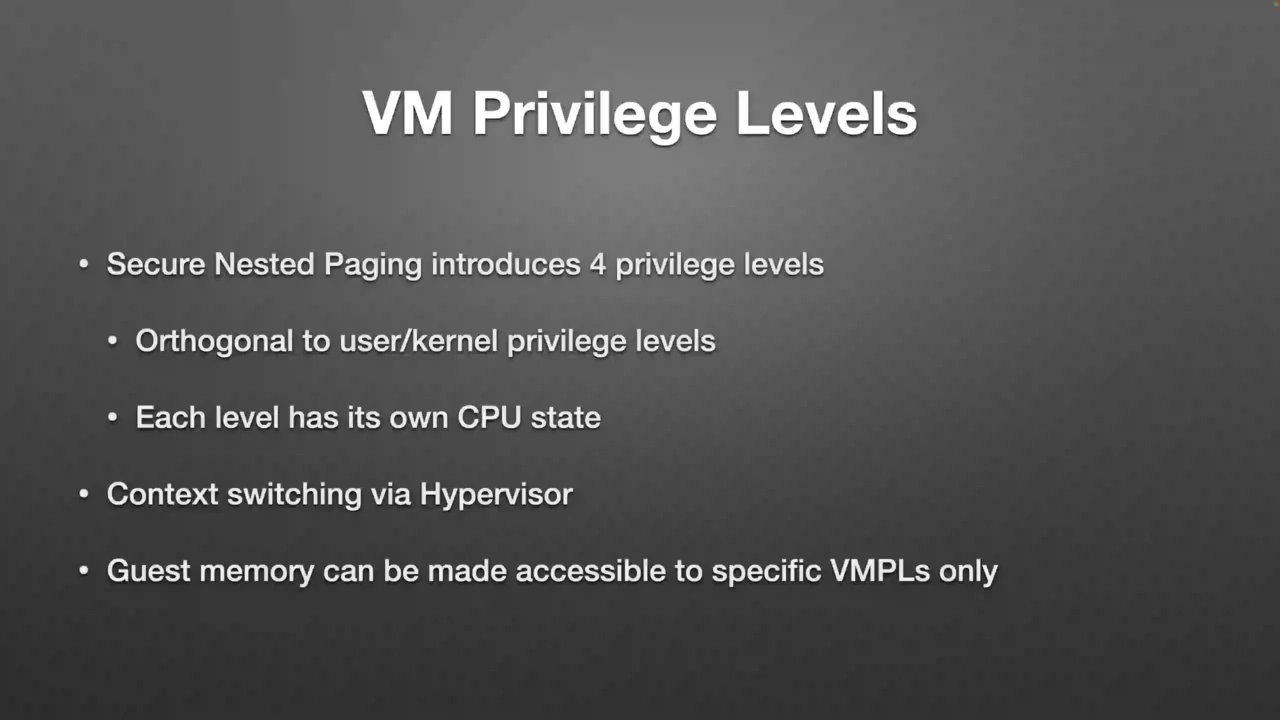 VM Privilege Levels
• Secure Nested Paging introduces 4 privilege levels
• Orthogonal to user/kernel privilege levels
• Each level has its own CPU state
• Context switching via Hypervisor
• Guest memory can be made accessible to specific VMPLs only